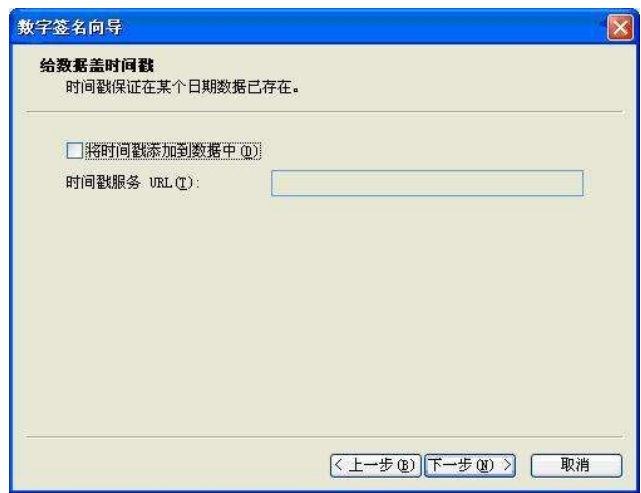 数字签名向导
给数据盖时间戳
时间戳保证在某个日期数据已存在。
将时间戳添加到数据中(D)
时间戳服务 URL(T):
< 上一步(B) 下一步(N) > 取消